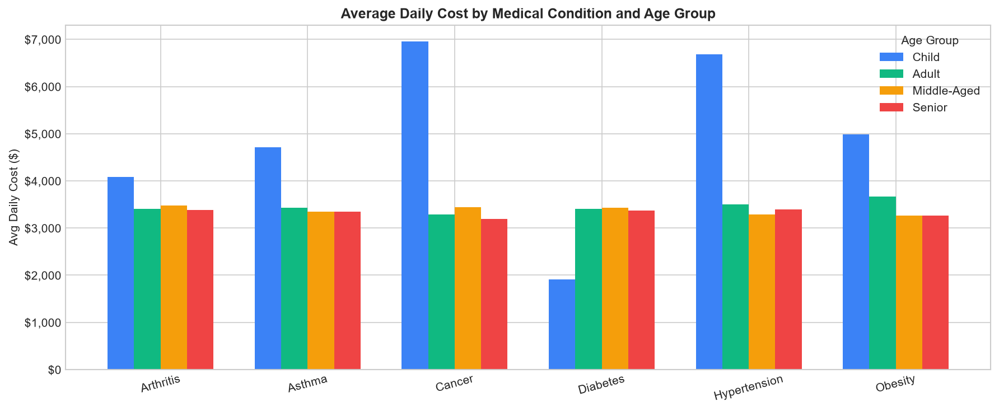 Average Daily Cost by Medical Condition and Age Group
Avg Daily Cost ($)
$7,000
$6,000
$5,000
$4,000
$3,000
$2,000
$1,000
$0
Age Group
Child
Adult
Middle-Aged
Senior
Arthritis
Asthma
Cancer
Diabetes
Hypertension
Obesity